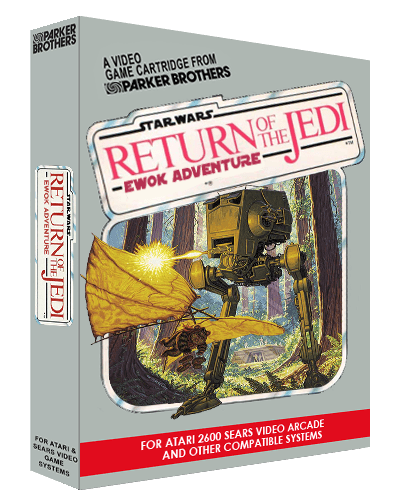 PARKER
BROTHERS
STAR.WARS
RETURN OF
THE JEDI
EWOK ADVENTURE
FOR ATARI &
SEARS VIDEO
GAME
SYSTEMS
A VIDEO
GAME CARTRIDGE FROM
PARKER BROTHERS
STAR.WARS
RETURN OF
THE JEDI
TM
EWOK ADVENTURE
FOR ATARI 2600 SEARS VIDEO ARCADE
AND OTHER COMPATIBLE SYSTEMS